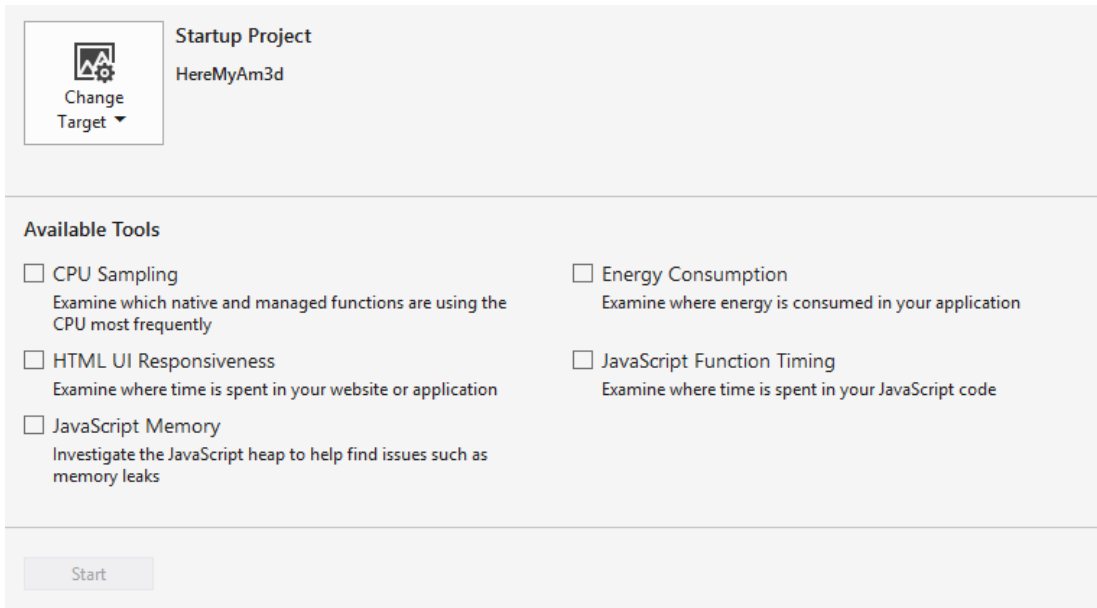 Change
Target
Startup Project
HereMyAm3d
Available Tools
CPU Sampling
Examine which native and managed functions are using the
CPU most frequently
HTML UI Responsiveness
Examine where time is spent in your website or application
JavaScript Memory
Investigate the JavaScript heap to help find issues such as
memory leaks
Energy Consumption
Examine where energy is consumed in your application
JavaScript Function Timing
Examine where time is spent in your JavaScript code
Start